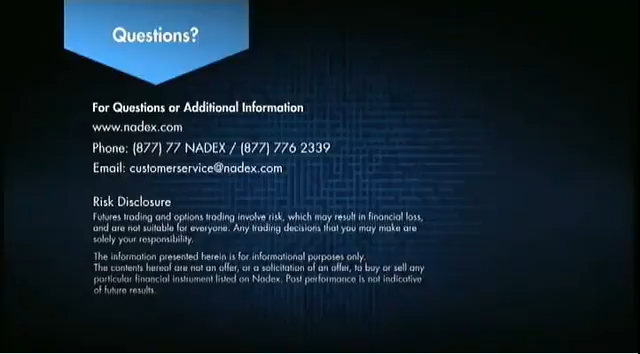 Questions?
For Questions or Additional Information
www.nadex.com
Phone: (877) 77 NADEX / (877) 776 2339
Email: customerservice@nadex.com
Risk Disclosure
Futures trading and options trading involve risk, which may result in financial loss,
and are not suitable for everyone. Any trading decisions that you may make are
solely your responsibility.
The information presented herein is for informational purposes only.
The contents hereof are not an offer, or a solicitation of an offer, to buy or sell any
particular financial instrument listed on Nadex. Past performance is not indicative
of future results.